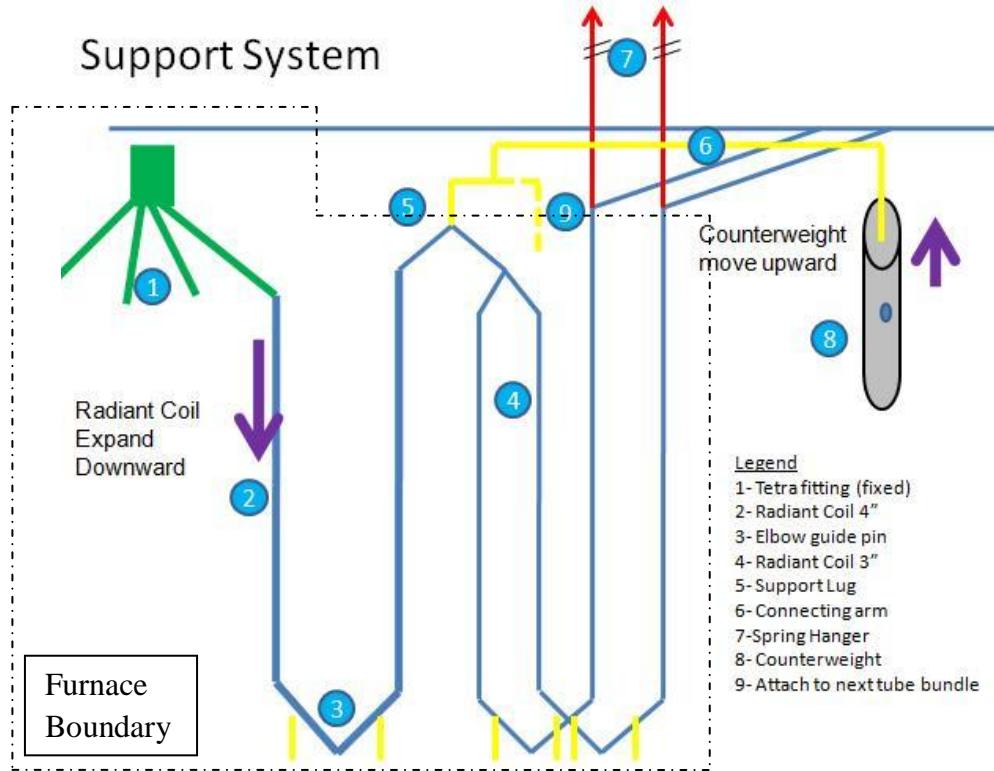 Support System
7
6
5
9
1
Counterweight
move upward
8
4
Radiant Coil
Expand
Downward
2
3
Furnace
Boundary
Legend
1- Tetra fitting (fixed)
2- Radiant Coil 4”
3- Elbow guide pin
4- Radiant Coil 3”
5- Support Lug
6- Connecting arm
7-Spring Hanger
8- Counterweight
9- Attach to next tube bundle